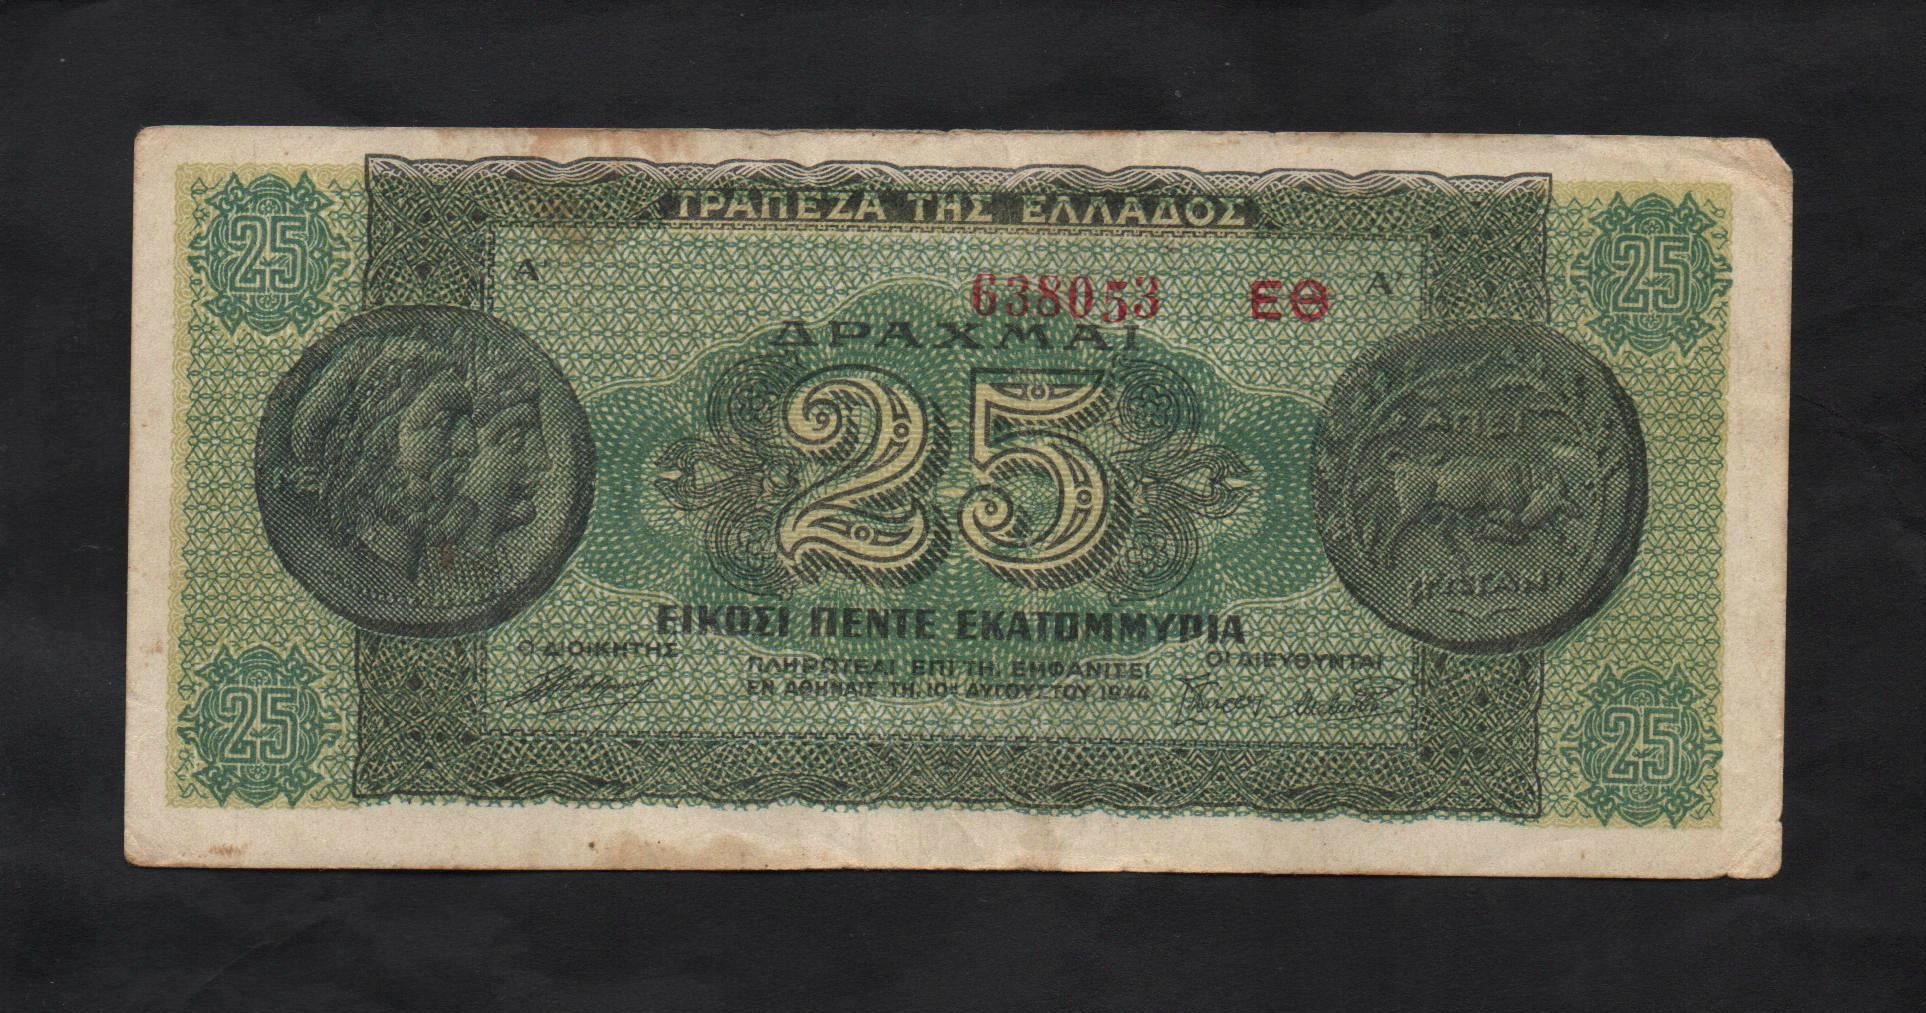 ΤΡΑΠΕΖΑ ΤΗΣ ΕΛΛΑΔΟΣ
25 25
Α' Α'
638053 ΕΘ
ΔΡΑΧΜΑΙ
25
ΕΙΚΟΣΙ ΠΕΝΤΕ ΕΚΑΤΟΜΜΥΡΙΑ
Ο ΔΙΟΙΚΗΤΗΣ
ΠΛΗΡΩΤΕΑΙ ΕΠΙ ΤΗ, ΕΜΦΑΝΙΣΕΙ
ΟΙ ΔΙΕΥΘΥΝΤΑΙ
ΕΝ ΑΘΗΝΑΙΣ ΤΗ, 10ῃ ΑΥΓΟΥΣΤΟΥ 1944
25 25